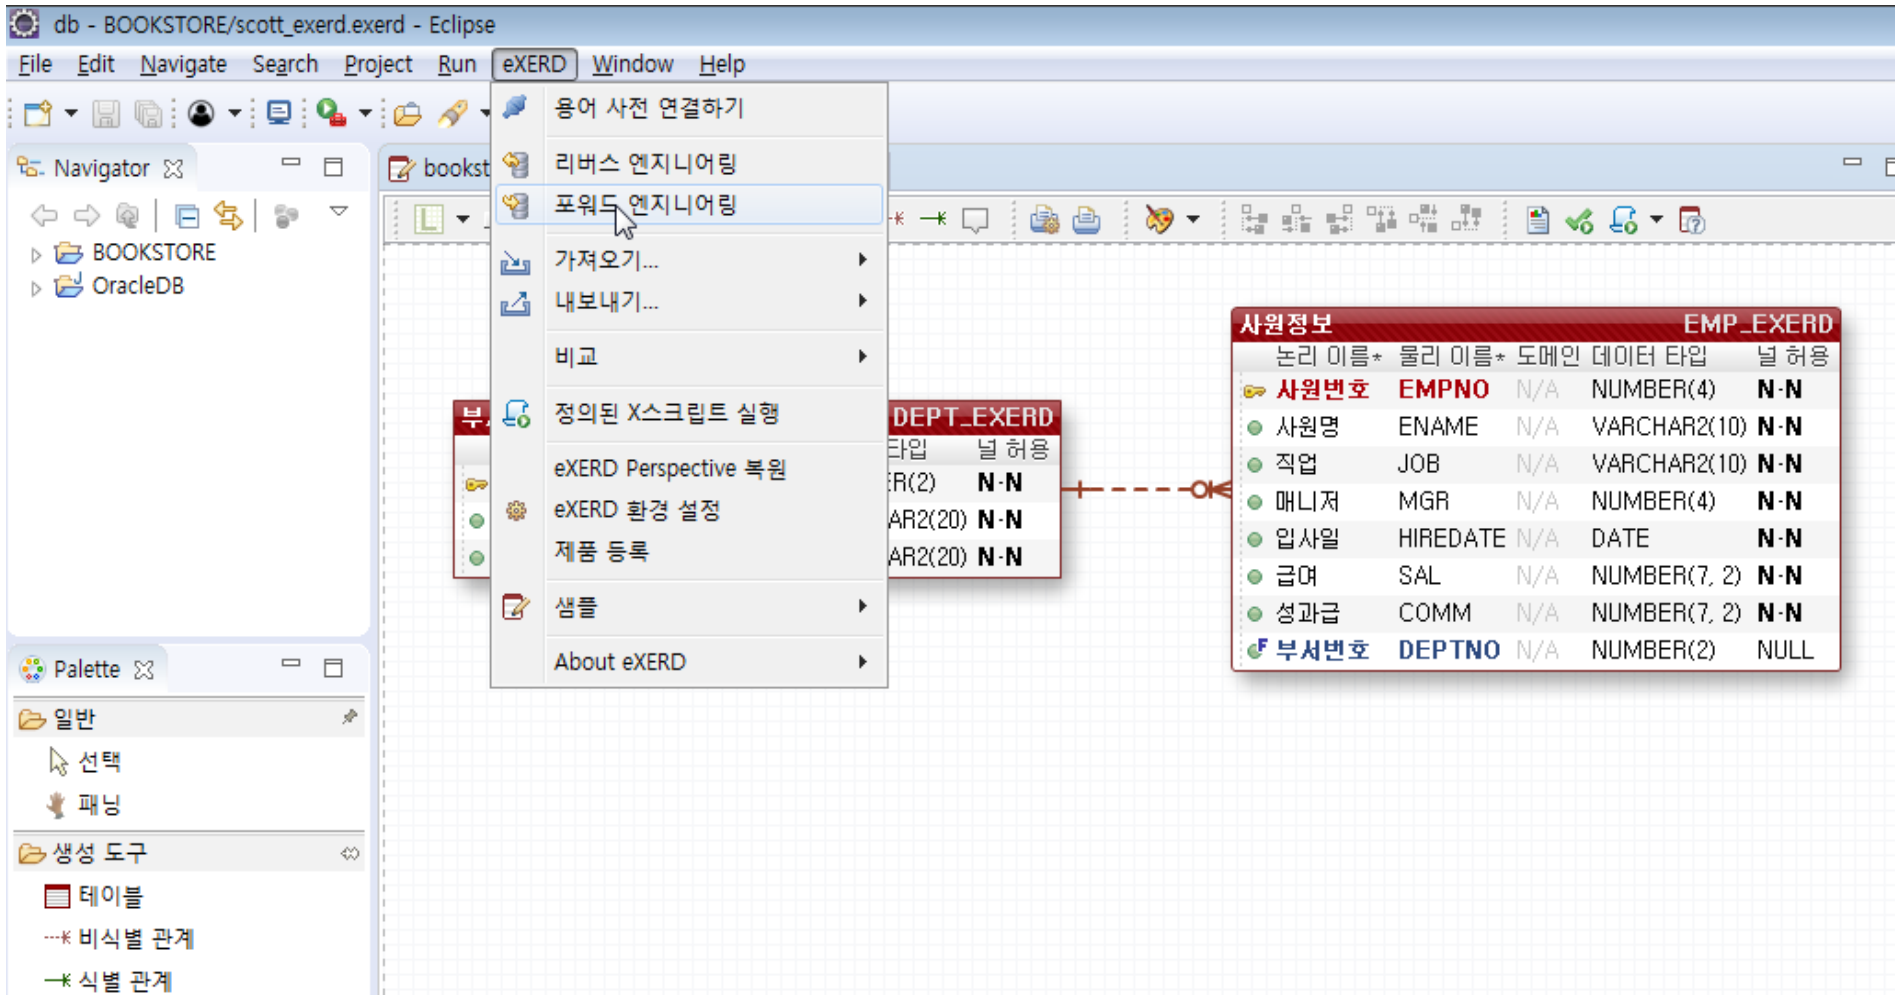 db - BOOKSTORE/scott_exerd.exerd - Eclipse
File Edit Navigate Search Project Run eXERD Window Help
용어 사전 연결하기
리버스 엔지니어링
포워드 엔지니어링
가져오기...
내보내기...
비교
정의된 X스크립트 실행
eXERD Perspective 복원
eXERD 환경 설정
제품 등록
샘플
About eXERD
Navigator
BOOKSTORE
OracleDB
bookst
DEPT_EXERD
타입 널 허용
ER(2) N-N
AR2(20) N-N
AR2(20) N-N
사원정보 EMP_EXERD
논리 이름* 물리 이름* 도메인 데이터 타입 널 허용
사원번호 EMPNO N/A NUMBER(4) N-N
사원명 ENAME N/A VARCHAR2(10) N-N
직업 JOB N/A VARCHAR2(10) N-N
매니저 MGR N/A NUMBER(4) N-N
입사일 HIREDATE N/A DATE N-N
급여 SAL N/A NUMBER(7, 2) N-N
성과급 COMM N/A NUMBER(7, 2) N-N
부서번호 DEPTNO N/A NUMBER(2) NULL
Palette
일반
선택
패닝
생성 도구
테이블
비식별 관계
식별 관계